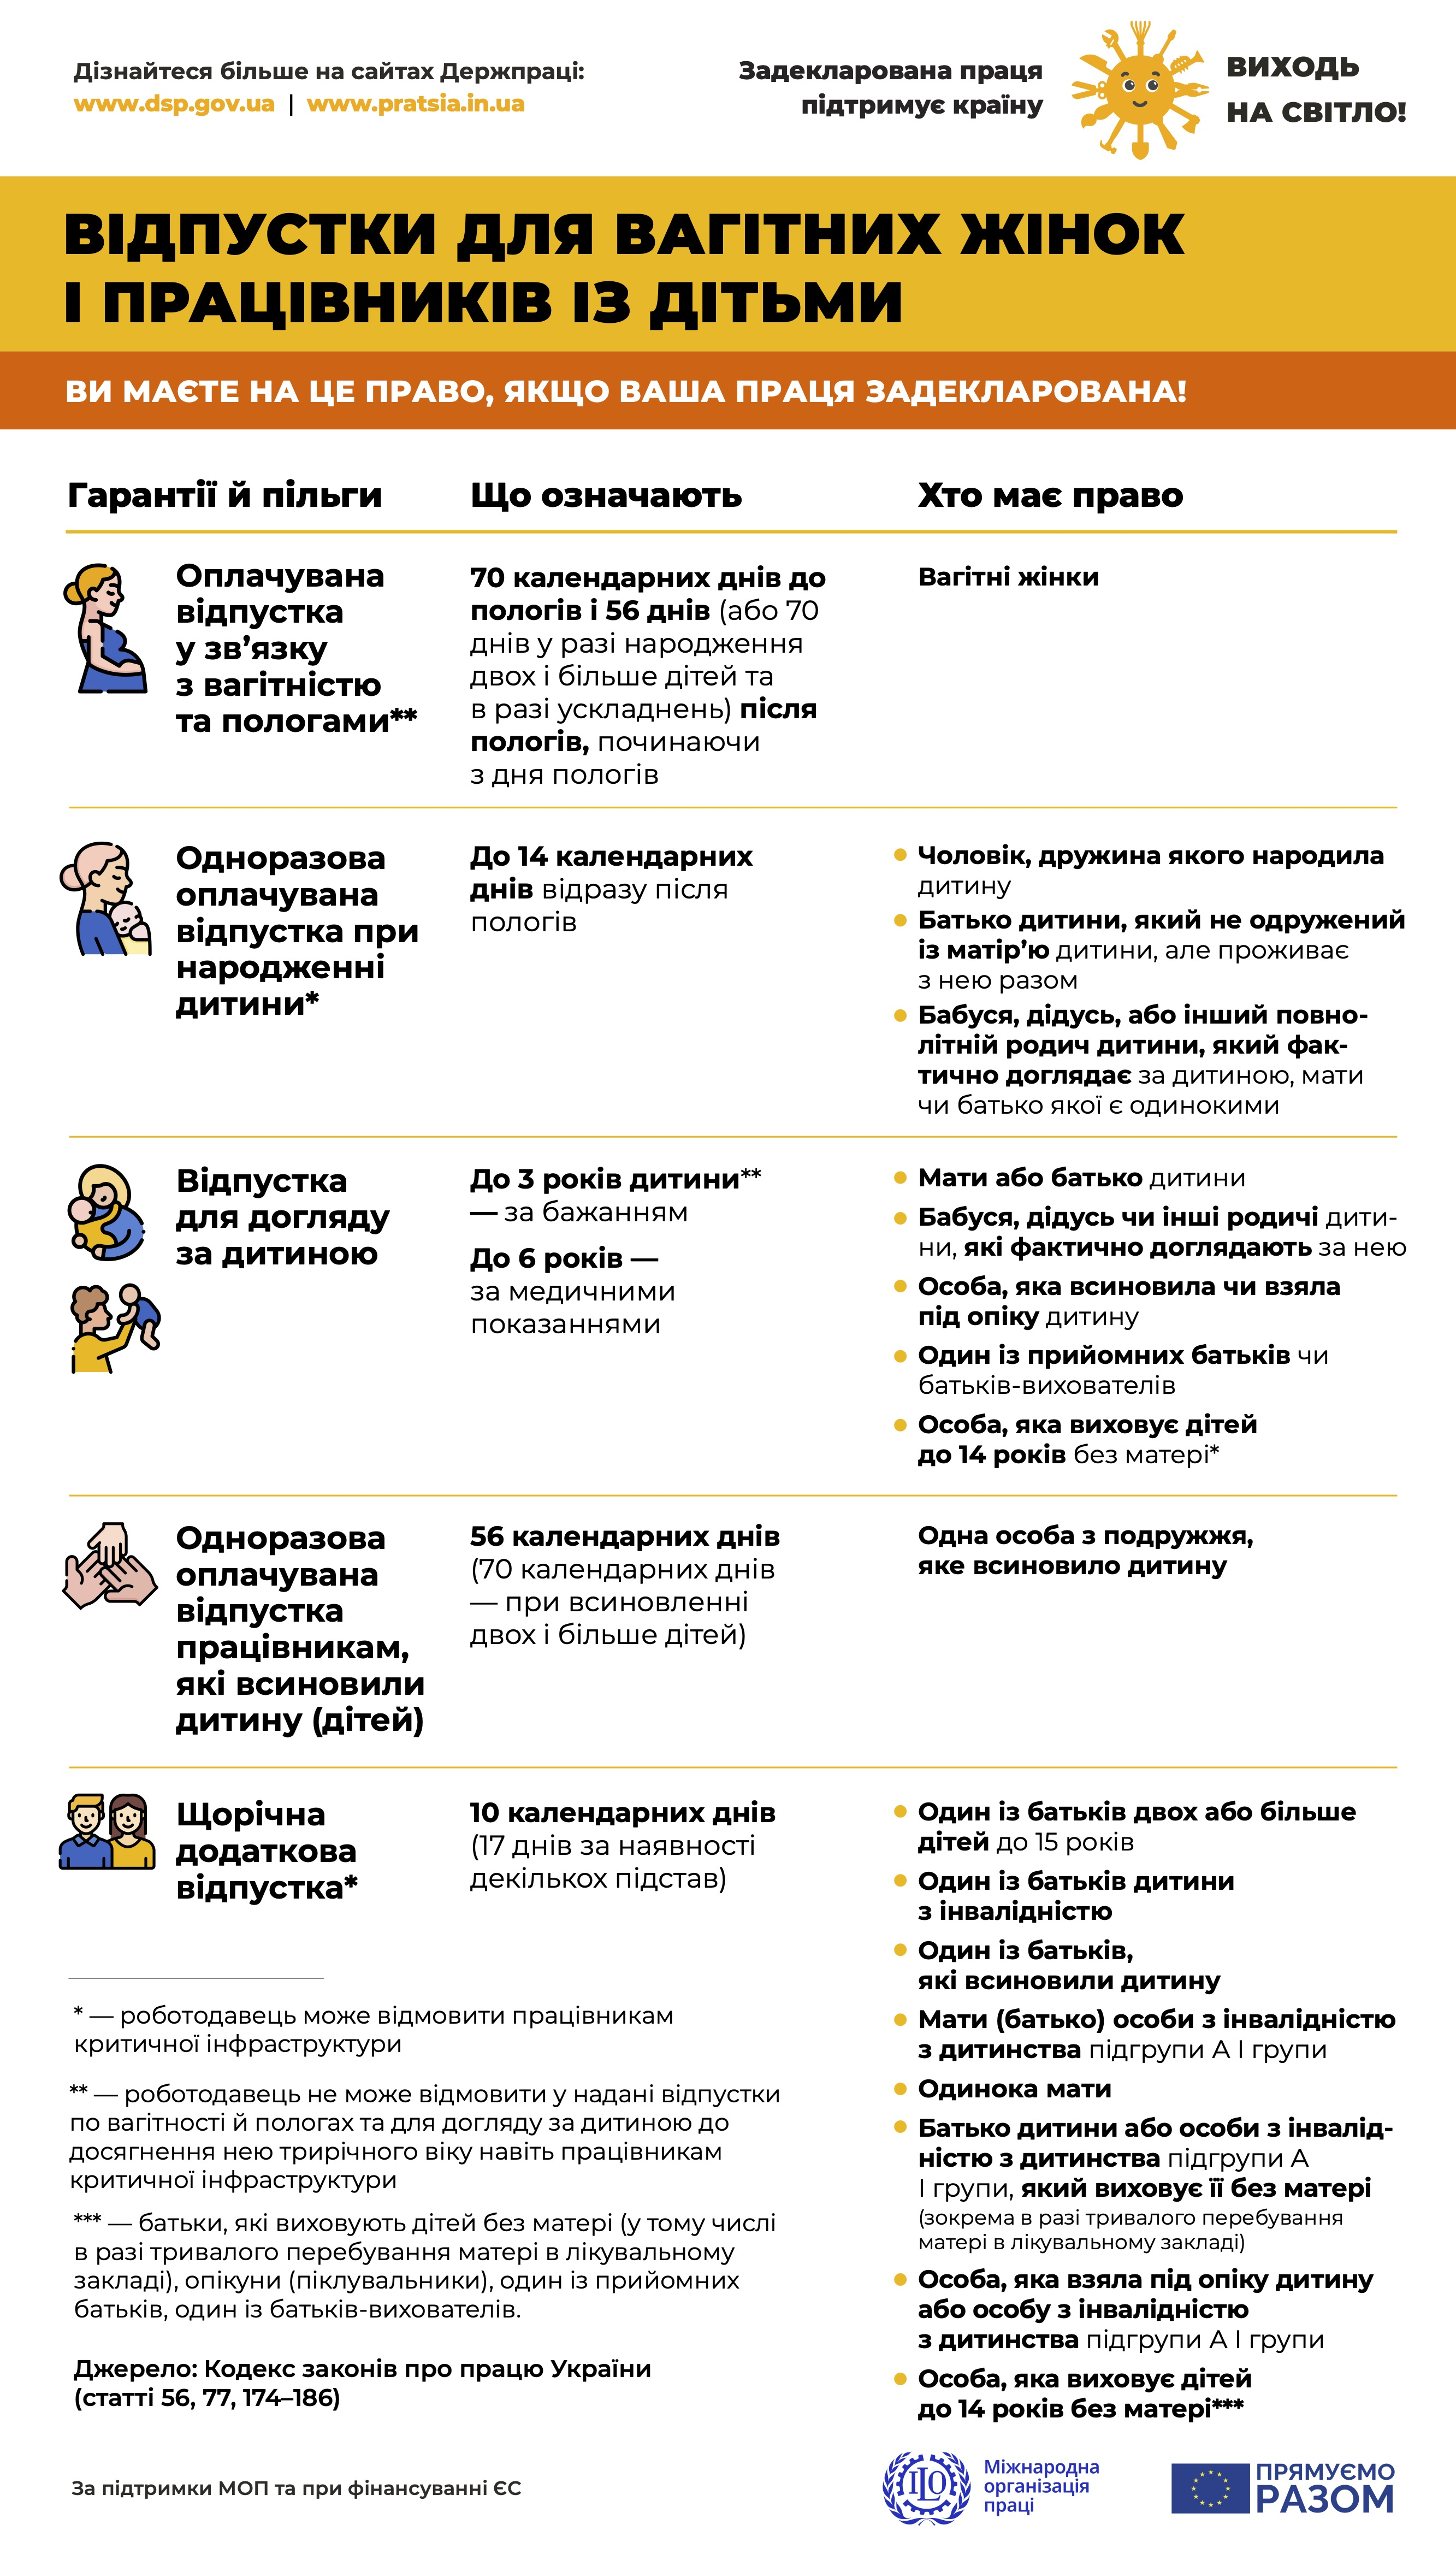 Дізнайтеся більше на сайтах Держпраці:
www.dsp.gov.ua | www.pratsia.in.ua
Задекларована праця
підтримує країну
ВИХОДЬ
НА СВІТЛО!
ВІДПУСТКИ ДЛЯ ВАГІТНИХ ЖІНОК
І ПРАЦІВНИКІВ ІЗ ДІТЬМИ
ВИ МАЄТЕ НА ЦЕ ПРАВО, ЯКЩО ВАША ПРАЦЯ ЗАДЕКЛАРОВАНА!
Гарантії й пільги
Що означають
Хто має право
Оплачувана
відпустка
у зв’язку
з вагітністю
та пологами**
70 календарних днів до
пологів і 56 днів (або 70
днів у разі народження
двох і більше дітей та
в разі ускладнень) після
пологів, починаючи
з дня пологів
Вагітні жінки
Одноразова
оплачувана
відпустка при
народженні
дитини*
До 14 календарних
днів відразу після
пологів
Чоловік, дружина якого народила
дитину
Батько дитини, який не одружений
із матір’ю дитини, але проживає
з нею разом
Бабуся, дідусь, або інший повно-
літній родич дитини, який фак-
тично доглядає за дитиною, мати
чи батько якої є одинокими
Відпустка
для догляду
за дитиною
До 3 років дитини**
— за бажанням
До 6 років —
за медичними
показаннями
Мати або батько дитини
Бабуся, дідусь чи інші родичі дити-
ни, які фактично доглядають за нею
Особа, яка всиновила чи взяла
під опіку дитину
Один із прийомних батьків чи
батьків-вихователів
Особа, яка виховує дітей
до 14 років без матері*
Одноразова
оплачувана
відпустка
працівникам,
які всиновили
дитину (дітей)
56 календарних днів
(70 календарних днів
— при всиновленні
двох і більше дітей)
Одна особа з подружжя,
яке всиновило дитину
Щорічна
додаткова
відпустка*
10 календарних днів
(17 днів за наявності
декількох підстав)
Один із батьків двох або більше
дітей до 15 років
Один із батьків дитини
з інвалідністю
Один із батьків,
які всиновили дитину
Мати (батько) особи з інвалідністю
з дитинства підгрупи А І групи
Одинока мати
Батько дитини або особи з інвалід-
ністю з дитинства підгрупи А
І групи, який виховує її без матері
(зокрема в разі тривалого перебування
матері в лікувальному закладі)
Особа, яка взяла під опіку дитину
або особу з інвалідністю
з дитинства підгрупи А І групи
Особа, яка виховує дітей
до 14 років без матері***
* — роботодавець може відмовити працівникам
критичної інфраструктури
** — роботодавець не може відмовити у надані відпустки
по вагітності й пологах та для догляду за дитиною до
досягнення нею трирічного віку навіть працівникам
критичної інфраструктури
*** — батьки, які виховують дітей без матері (у тому числі
в разі тривалого перебування матері в лікувальному
закладі), опікуни (піклувальники), один із прийомних
батьків, один із батьків-вихователів.
Джерело: Кодекс законів про працю України
(статті 56, 77, 174–186)
За підтримки МОП та при фінансуванні ЄС
ILO
Міжнародна
організація
праці
ПРЯМУЄМО
РАЗОМ